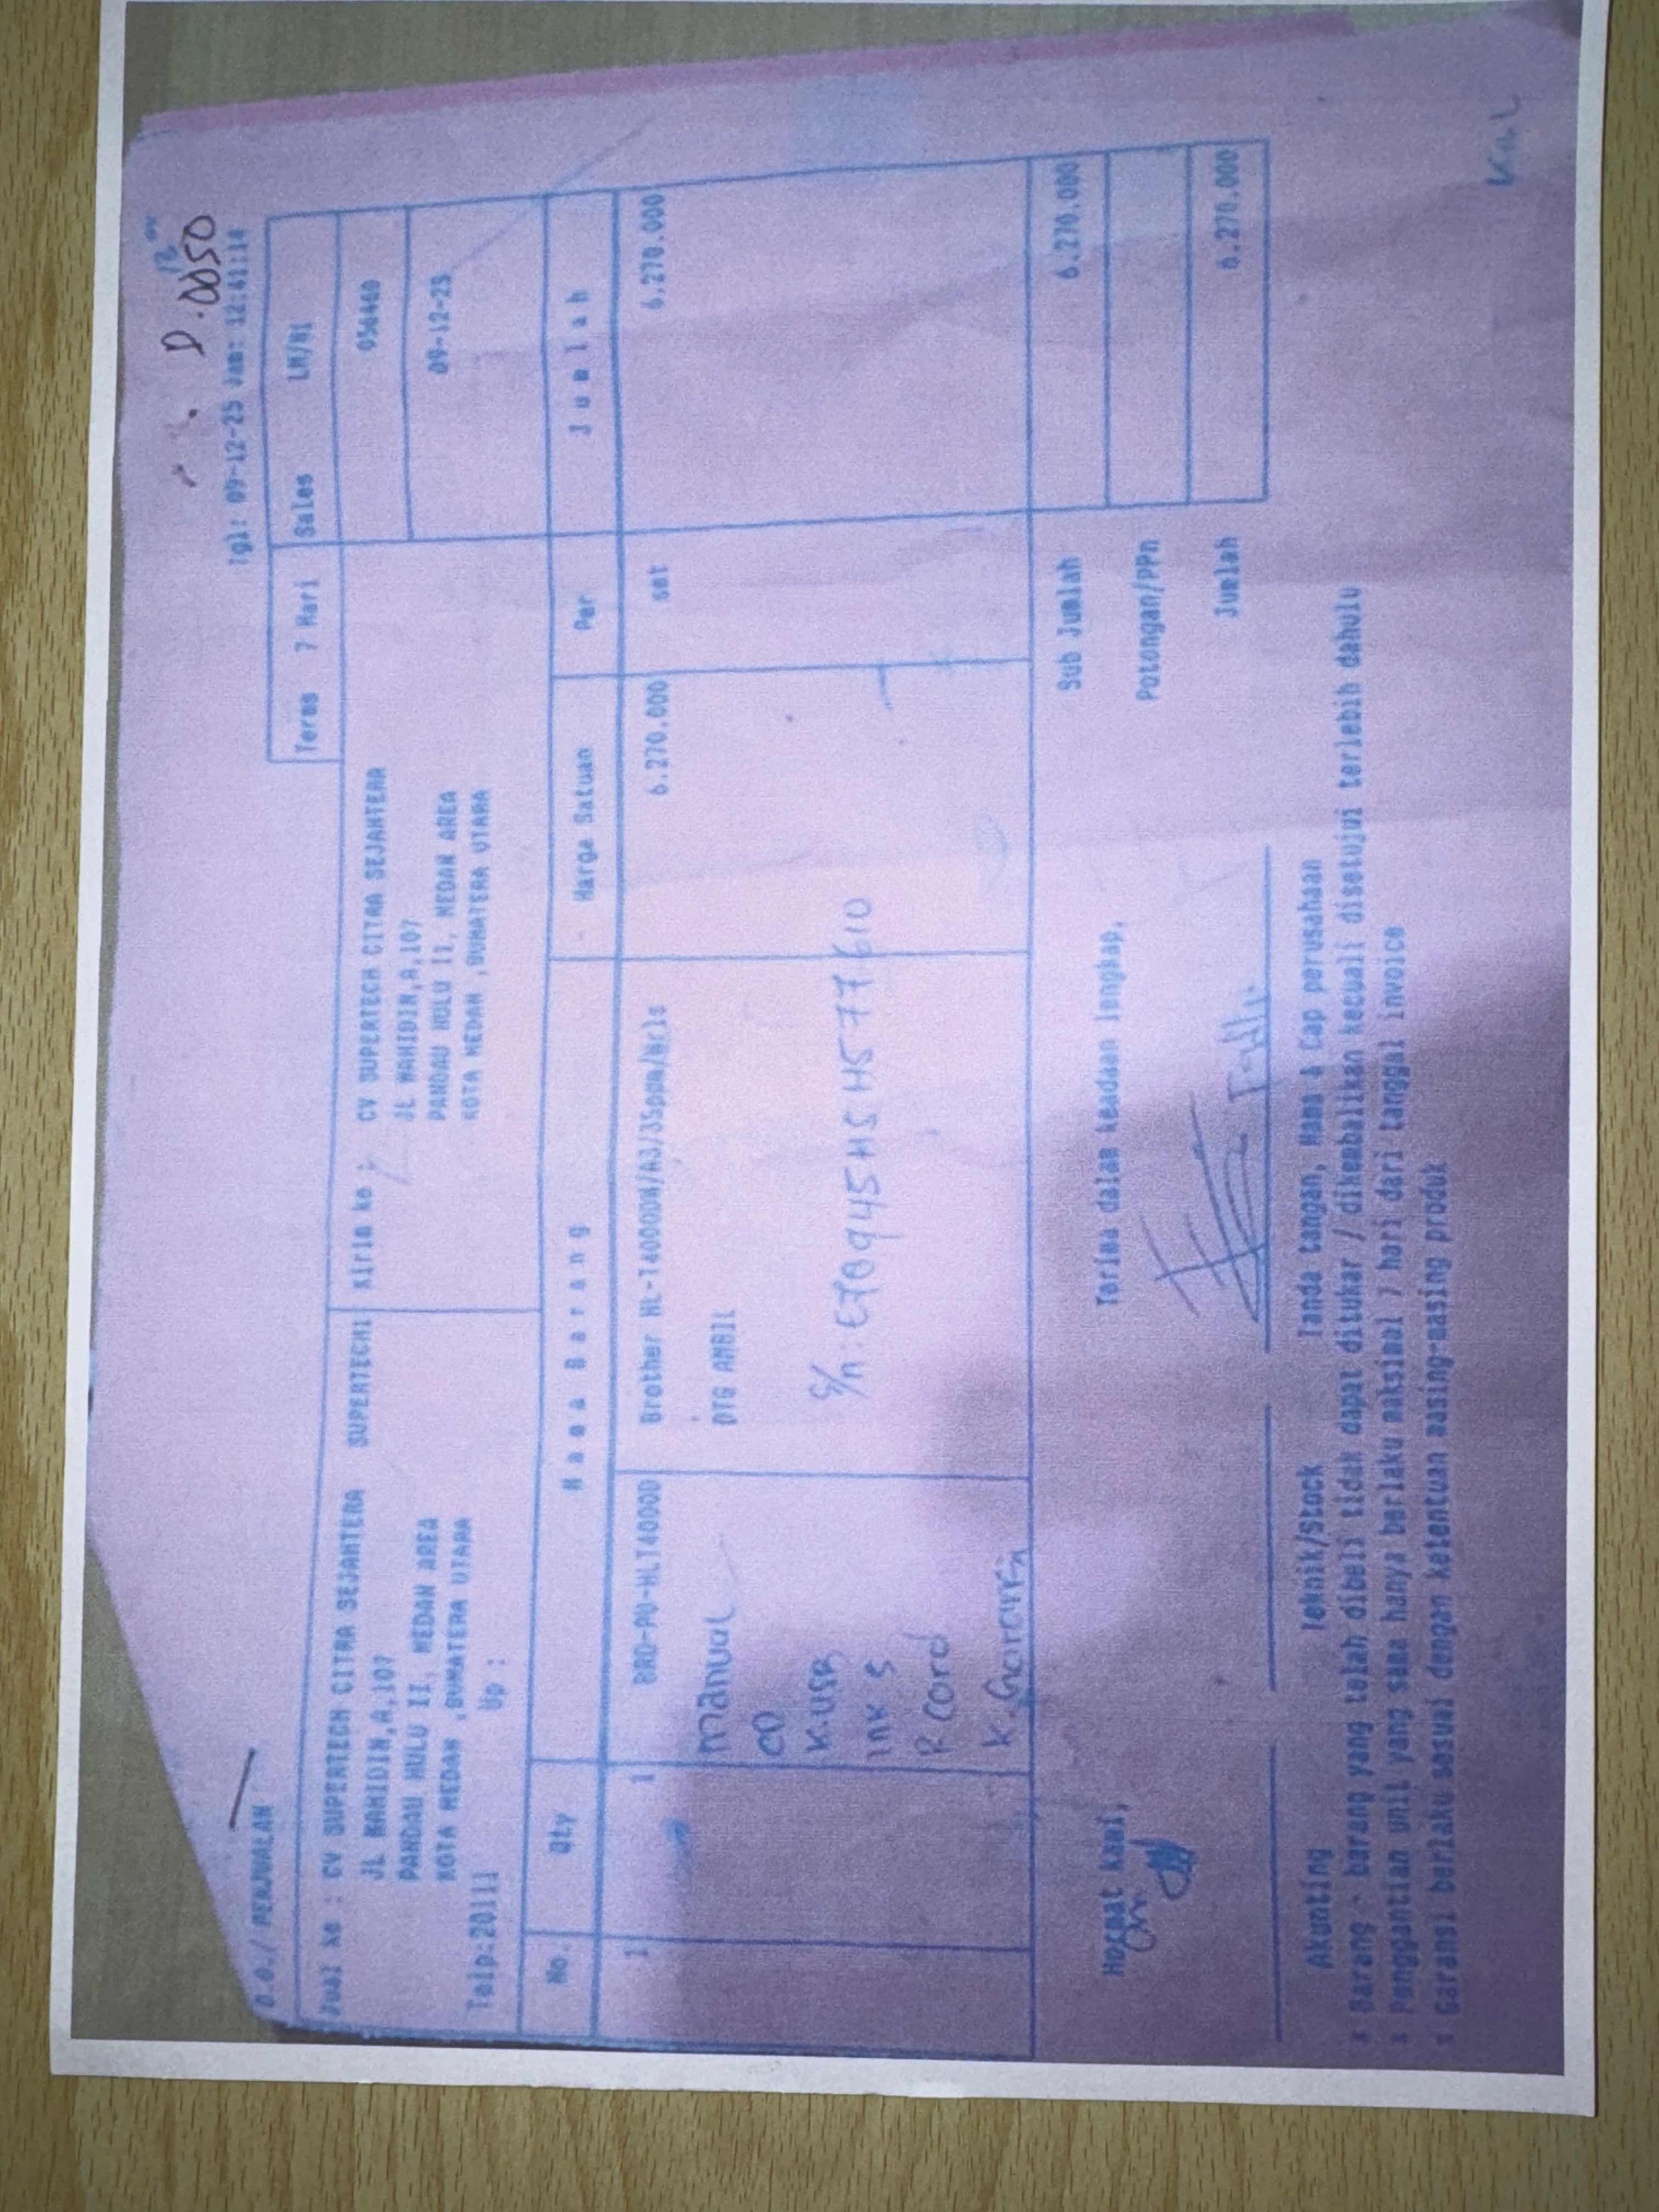 D.0050
Tgl: 09-12-25 Jam: 12:41:14
D.O./ PENJUALAN
Terms 7 Hari Sales LM/01
Jual ke : CV SUPERTECH CITRA SEJAHTERA SUPERTECH1 Kirim ke : CV SUPERTECH CITRA SEJAHTERA 056460
JL WAHIDIN,A,107 JL WAHIDIN,A,107
PANDAU HULU II, MEDAN AREA PANDAU HULU II, MEDAN AREA 09-12-25
KOTA MEDAN ,SUMATERA UTARA KOTA MEDAN ,SUMATERA UTARA
Telp:20111 Up :
No. Qty Nama Barang Harga Satuan Per Jumlah
1 1 BRD-PU-HLT4000D Brother HL-T4000DW/A3/35ppm/Wrls 6.270.000 set 6.270.000
Manual DTG AMBIL
CD
K.USB
Ink 5
P. Cord
K. Garansi
Sub Jumlah 6.270.000
Potongan/PPn
Jumlah 6.270.000
Hormat kami, Terima dalam keadaan lengkap,
Akunting Teknik/Stock Tanda tangan, Nama & Cap perusahaan
* Barang - barang yang telah dibeli tidak dapat ditukar / dikembalikan kecuali disetujui terlebih dahulu
* Penggantian unit yang sama hanya berlaku maksimal 7 hari dari tanggal invoice
* Garansi berlaku sesuai dengan ketentuan masing-masing produk